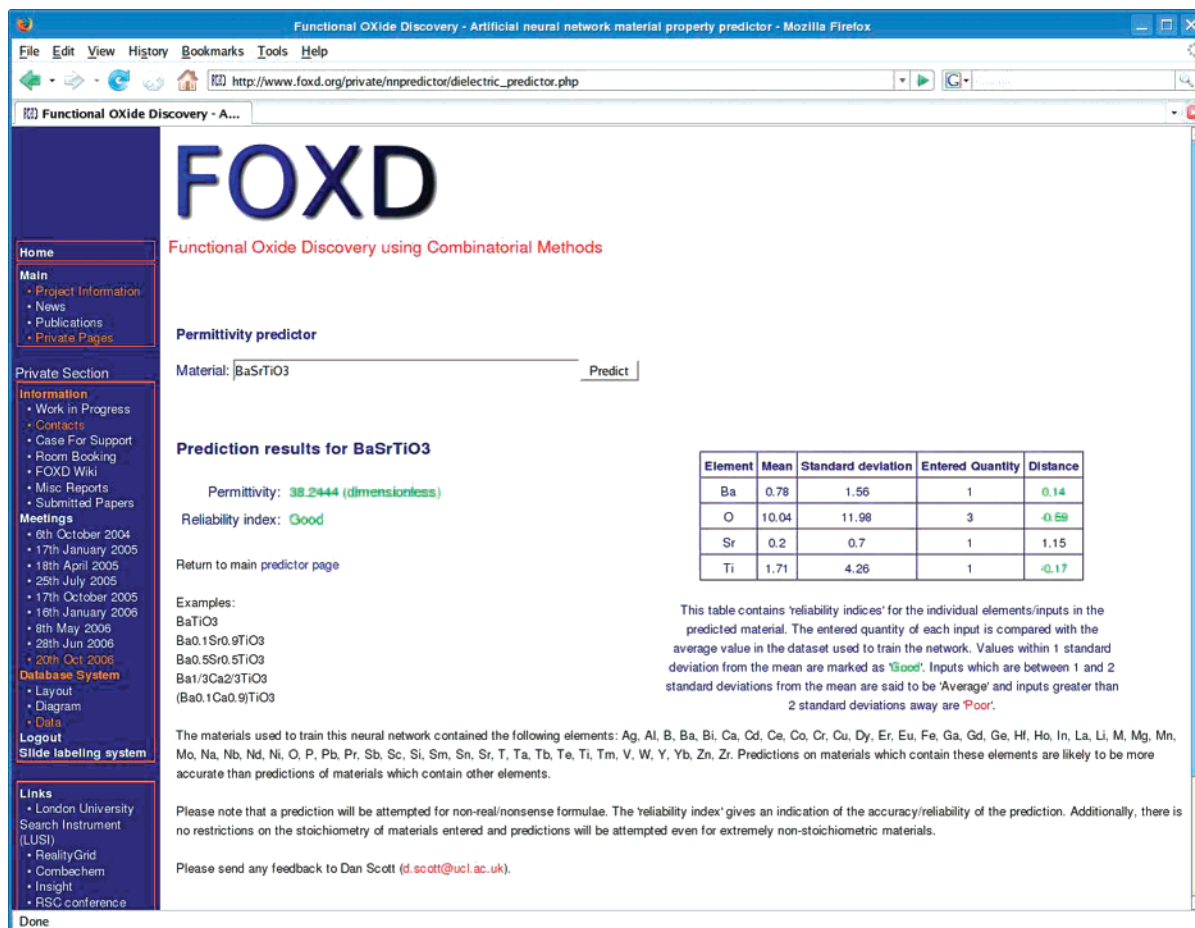 Functional OXide Discovery - Artificial neural network material property predictor - Mozilla Firefox
File Edit View History Bookmarks Tools Help
http://www.foxd.org/private/nnpredictor/dielectric_predictor.php
G
Functional OXide Discovery - A...
FOXD
Functional Oxide Discovery using Combinatorial Methods
Home
Main
• Project Information
• News
• Publications
• Private Pages
Private Section
Information
• Work in Progress
• Contacts
• Case For Support
• Room Booking
• FOXD Wiki
• Misc Reports
• Submitted Papers
Meetings
• 6th October 2004
• 17th January 2005
• 18th April 2005
• 25th July 2005
• 17th October 2005
• 16th January 2006
• 8th May 2006
• 28th Jun 2006
• 20th Oct 2006
Database System
• Layout
• Diagram
• Data
Logout
Slide labeling system
Links
• London University
Search Instrument
(LUSI)
• RealityGrid
• Combechem
• Insight
• RSC conference
Permittivity predictor
Material: BaSrTiO3 Predict
Prediction results for BaSrTiO3
Permittivity: 38.2444 (dimensionless)
Reliability index: Good
Return to main predictor page
Examples:
BaTiO3
Ba0.1Sr0.9TiO3
Ba0.5Sr0.5TiO3
Ba1/3Ca2/3TiO3
(Ba0.1Ca0.9)TiO3
Element Mean Standard deviation Entered Quantity Distance
Ba 0.78 1.56 1 0.14
O 10.04 11.98 3 -0.59
Sr 0.2 0.7 1 1.15
Ti 1.71 4.26 1 -0.17
This table contains 'reliability indices' for the individual elements/inputs in the
predicted material. The entered quantity of each input is compared with the
average value in the dataset used to train the network. Values within 1 standard
deviation from the mean are marked as 'Good'. Inputs which are between 1 and 2
standard deviations from the mean are said to be 'Average' and inputs greater than
2 standard deviations away are 'Poor'.
The materials used to train this neural network contained the following elements: Ag, Al, B, Ba, Bi, Ca, Cd, Ce, Co, Cr, Cu, Dy, Er, Eu, Fe, Ga, Gd, Ge, Hf, Ho, In, La, Li, M, Mg, Mn,
Mo, Na, Nb, Nd, Ni, O, P, Pb, Pr, Sb, Sc, Si, Sm, Sn, Sr, T, Ta, Tb, Te, Ti, Tm, V, W, Y, Yb, Zn, Zr. Predictions on materials which contain these elements are likely to be more
accurate than predictions of materials which contain other elements.
Please note that a prediction will be attempted for non-real/nonsense formulae. The 'reliability index' gives an indication of the accuracy/reliability of the prediction. Additionally, there is
no restrictions on the stoichiometry of materials entered and predictions will be attempted even for extremely non-stoichiometric materials.
Please send any feedback to Dan Scott (d.scott@ucl.ac.uk).
Done